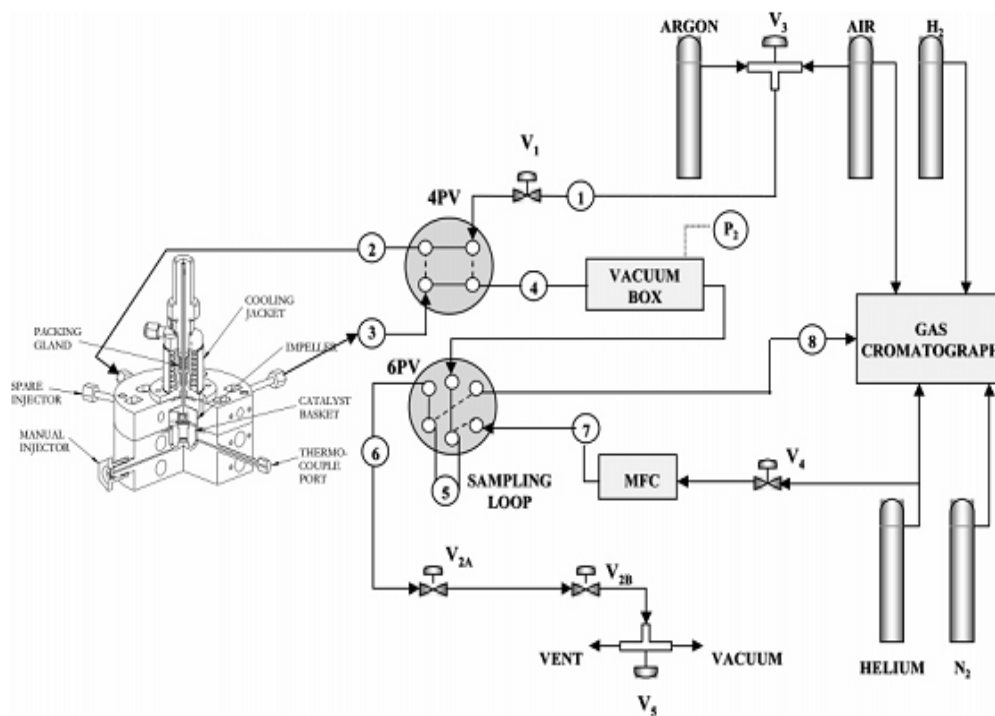 ARGON
V3
AIR
H2
V1
4PV
1
2
P2
4
VACUUM
BOX
COOLING
JACKET
PACKING
GLAND
3
IMPELLER
8
GAS
CROMATOGRAPH
6PV
SPARE
INJECTOR
CATALYST
BASKET
MANUAL
INJECTOR
6
7
THERMO-
COUPLE
PORT
5
SAMPLING
LOOP
MFC
V4
V2A
V2B
VENT
VACUUM
HELIUM
N2
V5